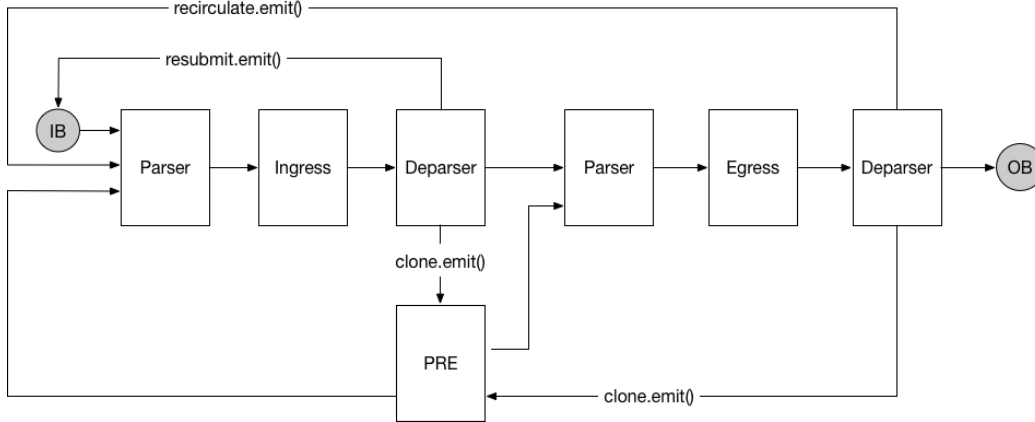 recirculate.emit()
resubmit.emit()
IB
Parser
Ingress
Deparser
Parser
Egress
Deparser
OB
clone.emit()
PRE
clone.emit()